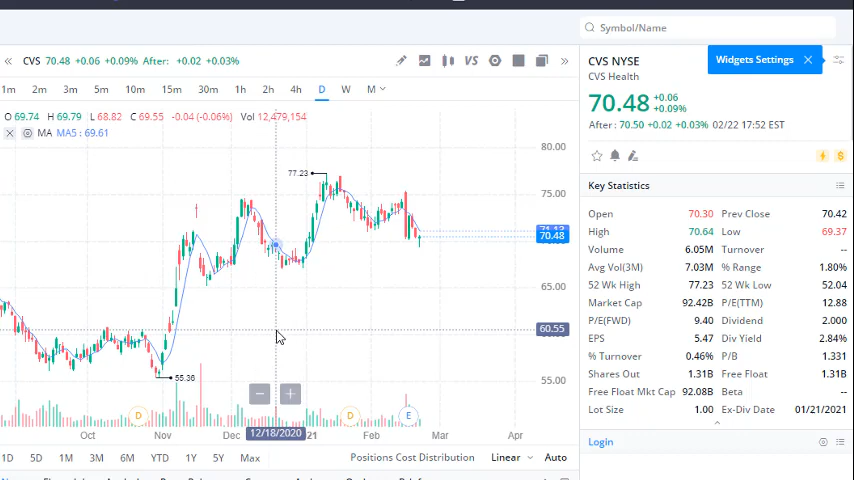 Symbol/Name
CVS 70.48 +0.06 +0.09% After: +0.02 +0.03%
VS
1m 2m 3m 5m 10m 15m 30m 1h 2h 4h D W M
O 69.74 H 69.79 L 68.82 C 69.55 -0.04 (-0.06%) Vol 12,479,154
MA MA5: 69.61
77.23
80.00
75.00
70.48
65.00
60.55
55.00
55.36
D
D
E
Oct Nov Dec 12/18/2020 21 Feb Mar Apr
1D 5D 1M 3M 6M YTD 1Y 5Y Max
Positions Cost Distribution Linear Auto
CVS NYSE
Widgets Settings
CVS Health
70.48 +0.06
+0.09%
After : 70.50 +0.02 +0.03% 02/22 17:52 EST
Key Statistics
Open 70.30 Prev Close 70.42
High 70.64 Low 69.37
Volume 6.05M Turnover --
Avg Vol(3M) 7.03M % Range 1.80%
52 Wk High 77.23 52 Wk Low 52.04
Market Cap 92.42B P/E(TTM) 12.88
P/E(FWD) 9.40 Dividend 2.000
EPS 5.47 Div Yield 2.84%
% Turnover 0.46% P/B 1.331
Shares Out 1.31B Free Float 1.31B
Free Float Mkt Cap 92.08B Beta --
Lot Size 1.00 Ex-Div Date 01/21/2021
Login